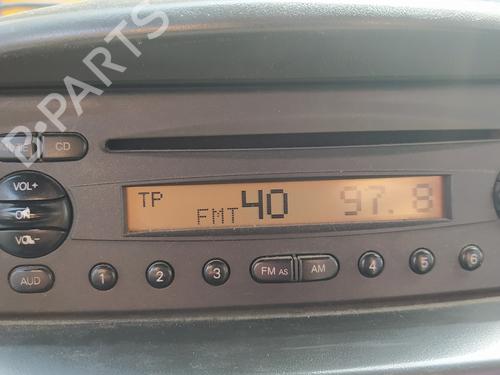 B-PARTS
CD
VOL+
ON
VOL-
AUD
TP
FMT 40 97.8
1 2 3 FM AS AM 4 5 6